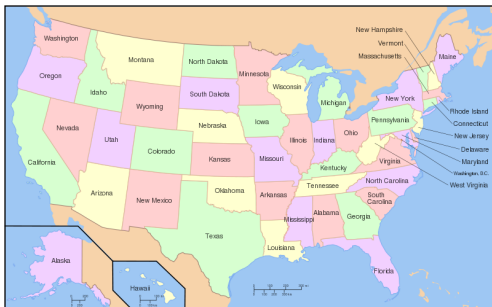 New Hampshire
Vermont
Massachusetts
Washington
Montana
North Dakota
Minnesota
Maine
Oregon
Idaho
Wyoming
South Dakota
Wisconsin
Michigan
New York
Rhode Island
Connecticut
New Jersey
Delaware
Maryland
Washington, D.C.
West Virginia
Nevada
Utah
Colorado
Nebraska
Iowa
Illinois
Indiana
Ohio
Pennsylvania
California
Kansas
Missouri
Kentucky
Virginia
Arizona
New Mexico
Oklahoma
Arkansas
Tennessee
North Carolina
South
Carolina
Texas
Louisiana
Mississippi
Alabama
Georgia
Florida
Alaska
Hawaii